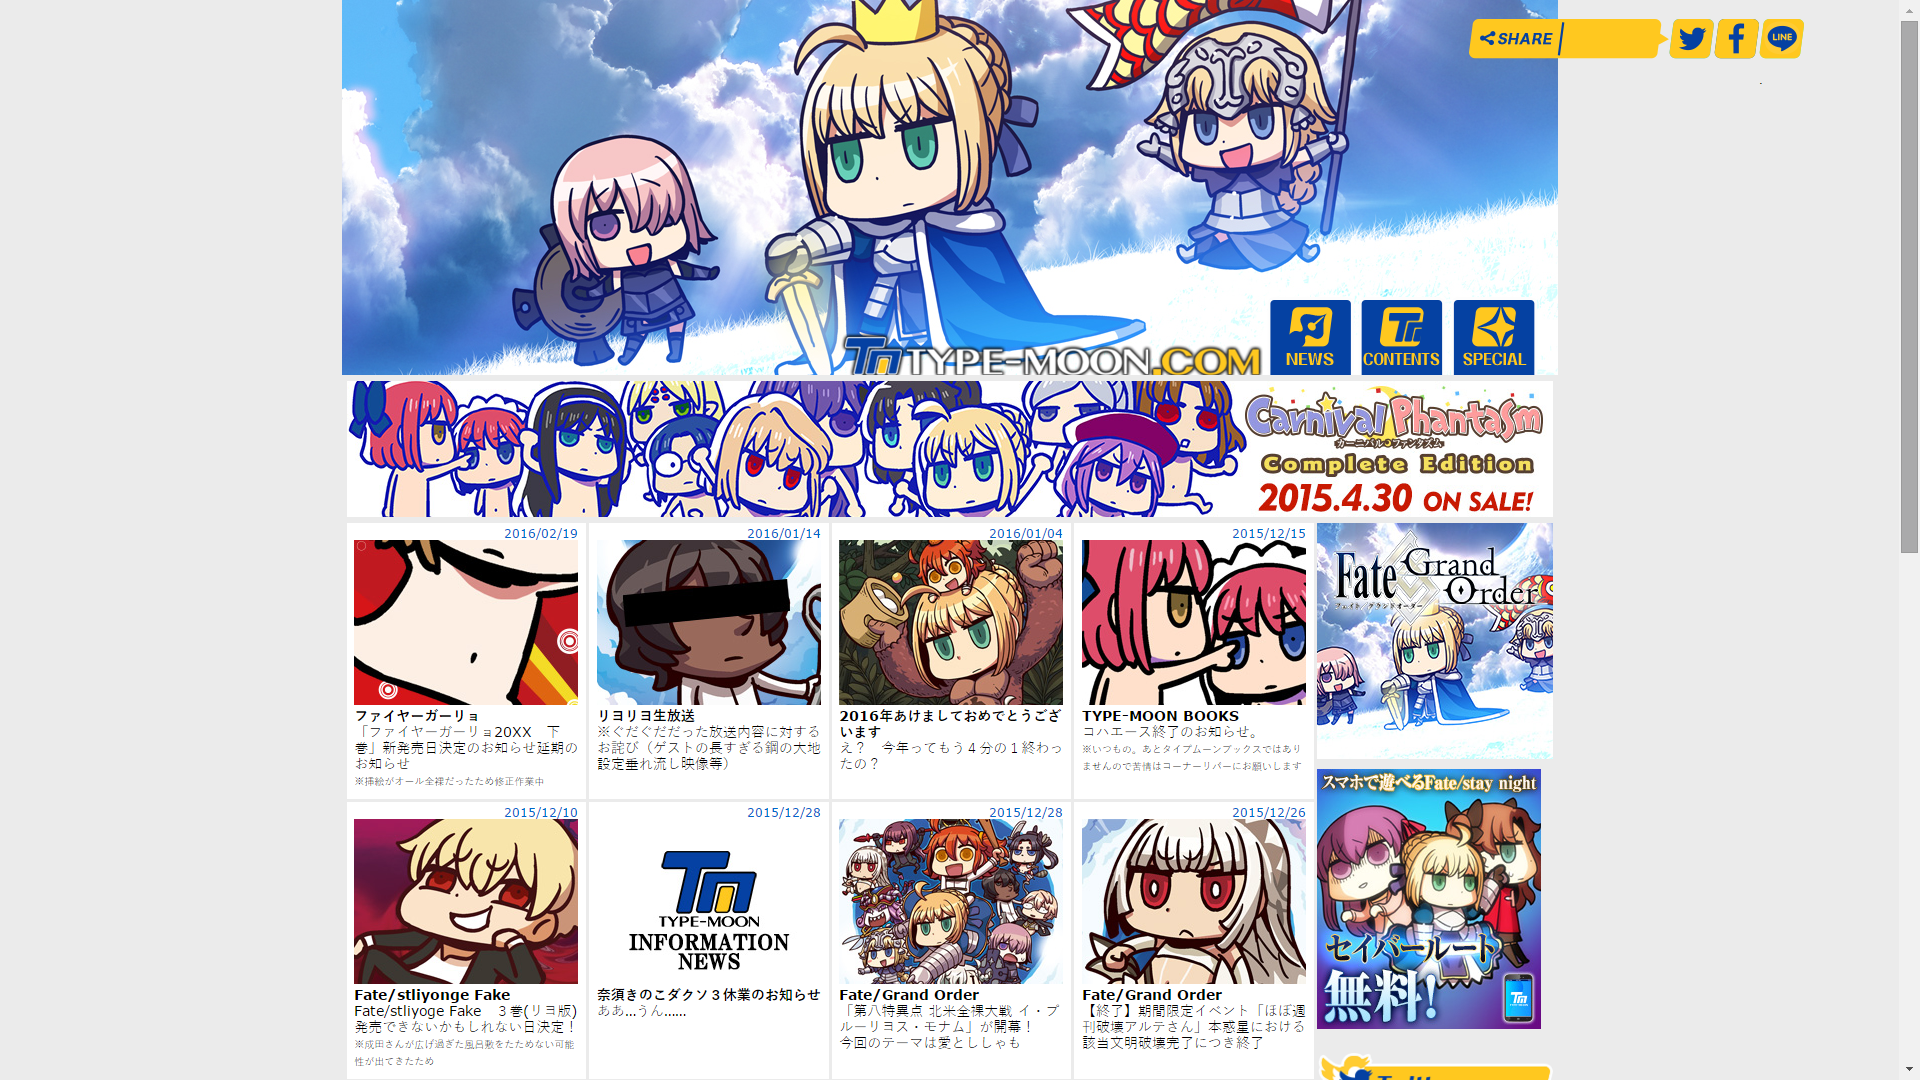 SHARE
LINE
TYPE-MOON.COM
NEWS
CONTENTS
SPECIAL
Carnival Phantasm
カーニバル・ファンタズム
Complete Edition
2015.4.30 ON SALE!
2016/02/19
ファイヤーガーリョ
「ファイヤーガーリョ20XX　下
巻」新発売日決定のお知らせ延期の
お知らせ
※挿絵がオール全裸だったため修正作業中
2016/01/14
リヨリヨ生放送
※ぐだぐだだった放送内容に対する
お詫び（ゲストの長すぎる鋼の大地
設定垂れ流し映像等）
2016/01/04
2016年あけましておめでとうござ
います
え？　今年ってもう４分の１終わっ
たの？
2015/12/15
TYPE-MOON BOOKS
コハエース終了のお知らせ。
※いつもの。あとタイプムーンブックスではあり
ませんので苦情はコーナーリバーにお願いします
Fate Grand Order
フェイト/グランドオーダー
スマホで遊べるFate/stay night
セイバールート
無料!
2015/12/10
Fate/stliyonge Fake
Fate/stliyoge Fake　３巻(リヨ版)
発売できないかもしれない日決定！
※成田さんが広げ過ぎた風呂敷をたためない可能
性が出てきたため
2015/12/28
TYPE-MOON
INFORMATION
NEWS
奈須きのこダクソ３休業のお知らせ
ああ…うん……
2015/12/28
Fate/Grand Order
「第八特異点 北米全裸大戦 イ・プ
ルーリヨス・モナム」が開幕！
今回のテーマは愛とししゃも
2015/12/26
Fate/Grand Order
【終了】期間限定イベント「ほぼ週
刊破壊アルテさん」本惑星における
該当文明破壊完了につき終了